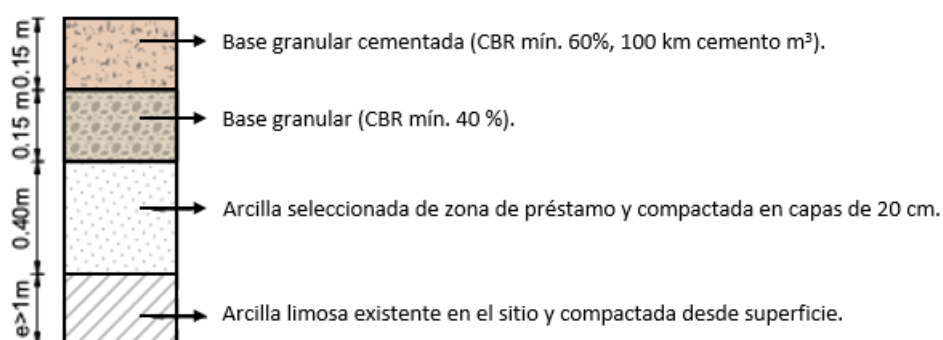 0.15 m
Base granular cementada (CBR mín. 60%, 100 km cemento m³).
0.15 m
Base granular (CBR mín. 40 %).
0.40m
Arcilla seleccionada de zona de préstamo y compactada en capas de 20 cm.
e>1m
Arcilla limosa existente en el sitio y compactada desde superficie.